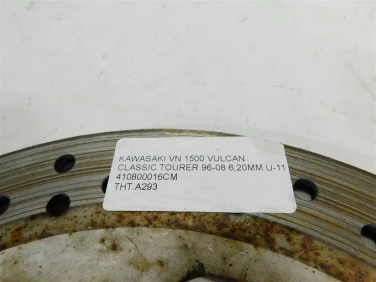 KAWASAKI VN 1500 VULCAN
CLASSIC TOURER 96-08 6,20MM U-11
410800016CM
THT.A293